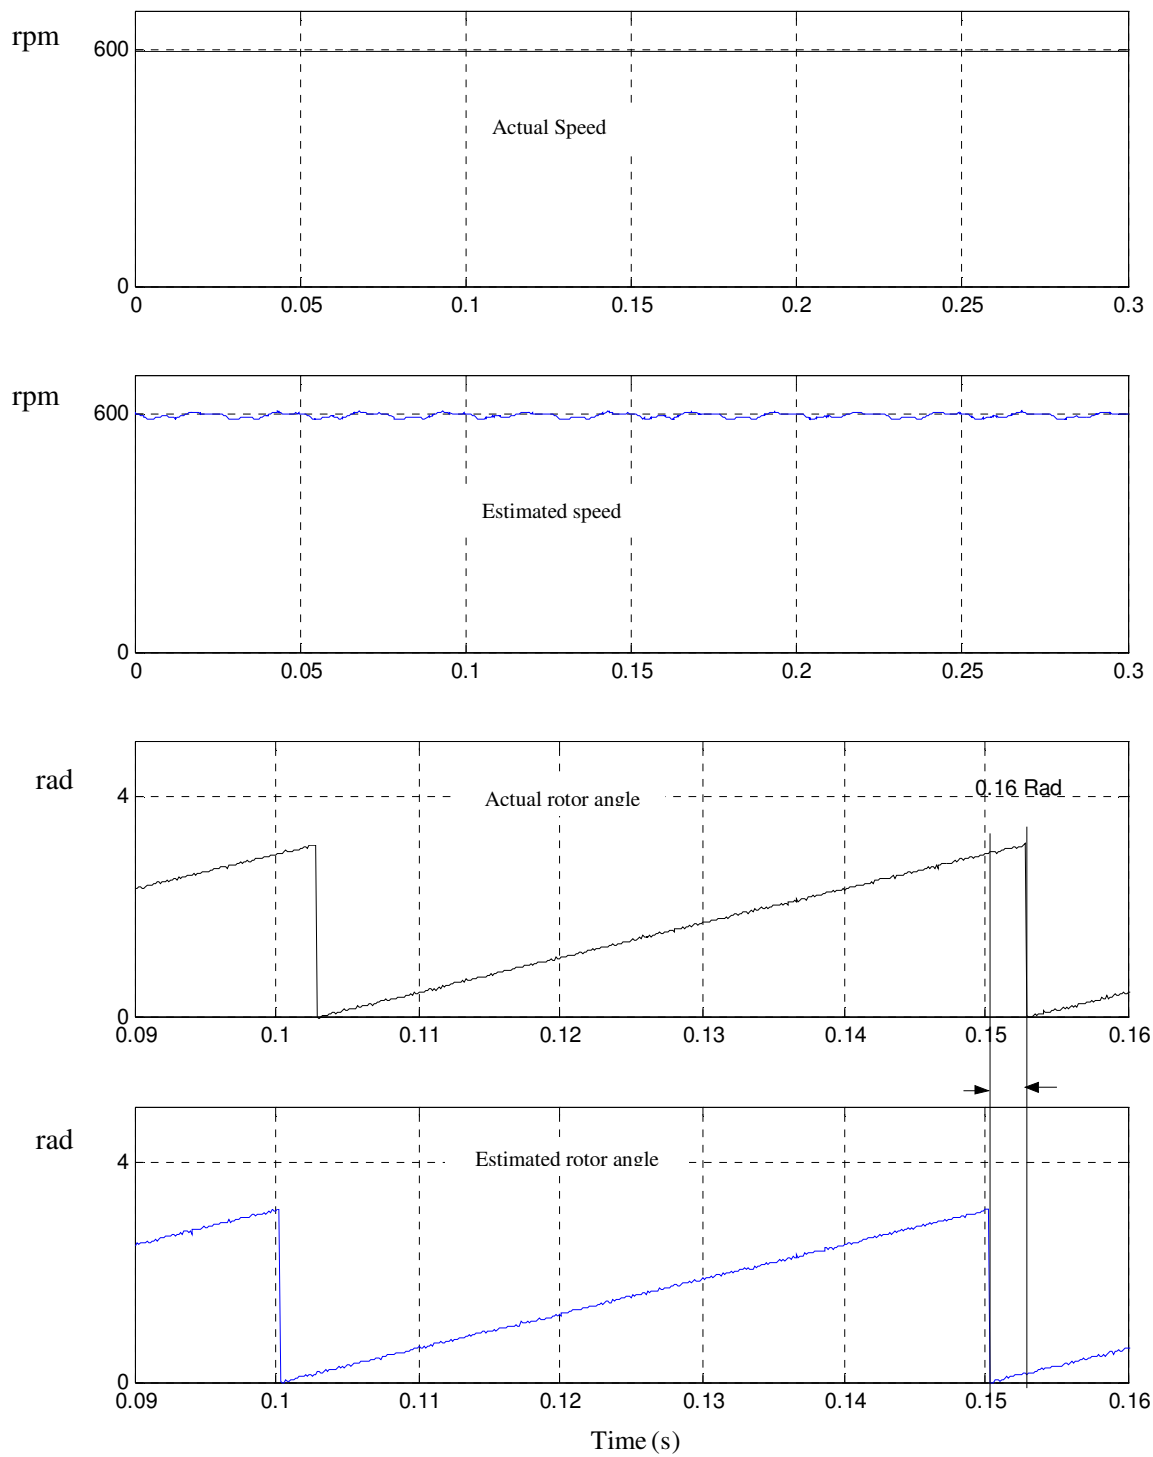 rpm
600
Actual Speed
0
0 0.05 0.1 0.15 0.2 0.25 0.3
rpm
600
Estimated speed
0
0 0.05 0.1 0.15 0.2 0.25 0.3
rad
4
Actual rotor angle
0.16 Rad
0
0.09 0.1 0.11 0.12 0.13 0.14 0.15 0.16
rad
4
Estimated rotor angle
0
0.09 0.1 0.11 0.12 0.13 0.14 0.15 0.16
Time (s)